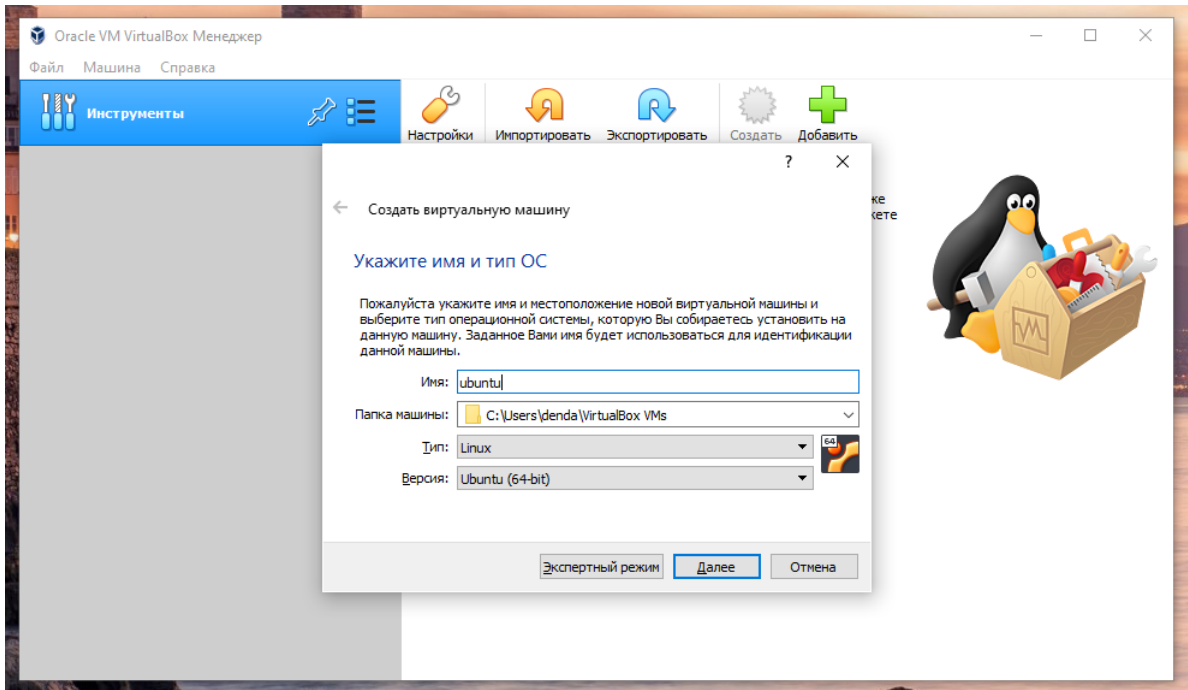 Oracle VM VirtualBox Менеджер
Файл Машина Справка
Инструменты
Настройки Импортировать Экспортировать Создать Добавить
?
же
жете
Создать виртуальную машину
Укажите имя и тип ОС
Пожалуйста укажите имя и местоположение новой виртуальной машины и
выберите тип операционной системы, которую Вы собираетесь установить на
данную машину. Заданное Вами имя будет использоваться для идентификации
данной машины.
Имя: ubuntu
Папка машины: C:\Users\denda\VirtualBox VMs
Тип: Linux
64
Версия: Ubuntu (64-bit)
Экспертный режим Далее Отмена